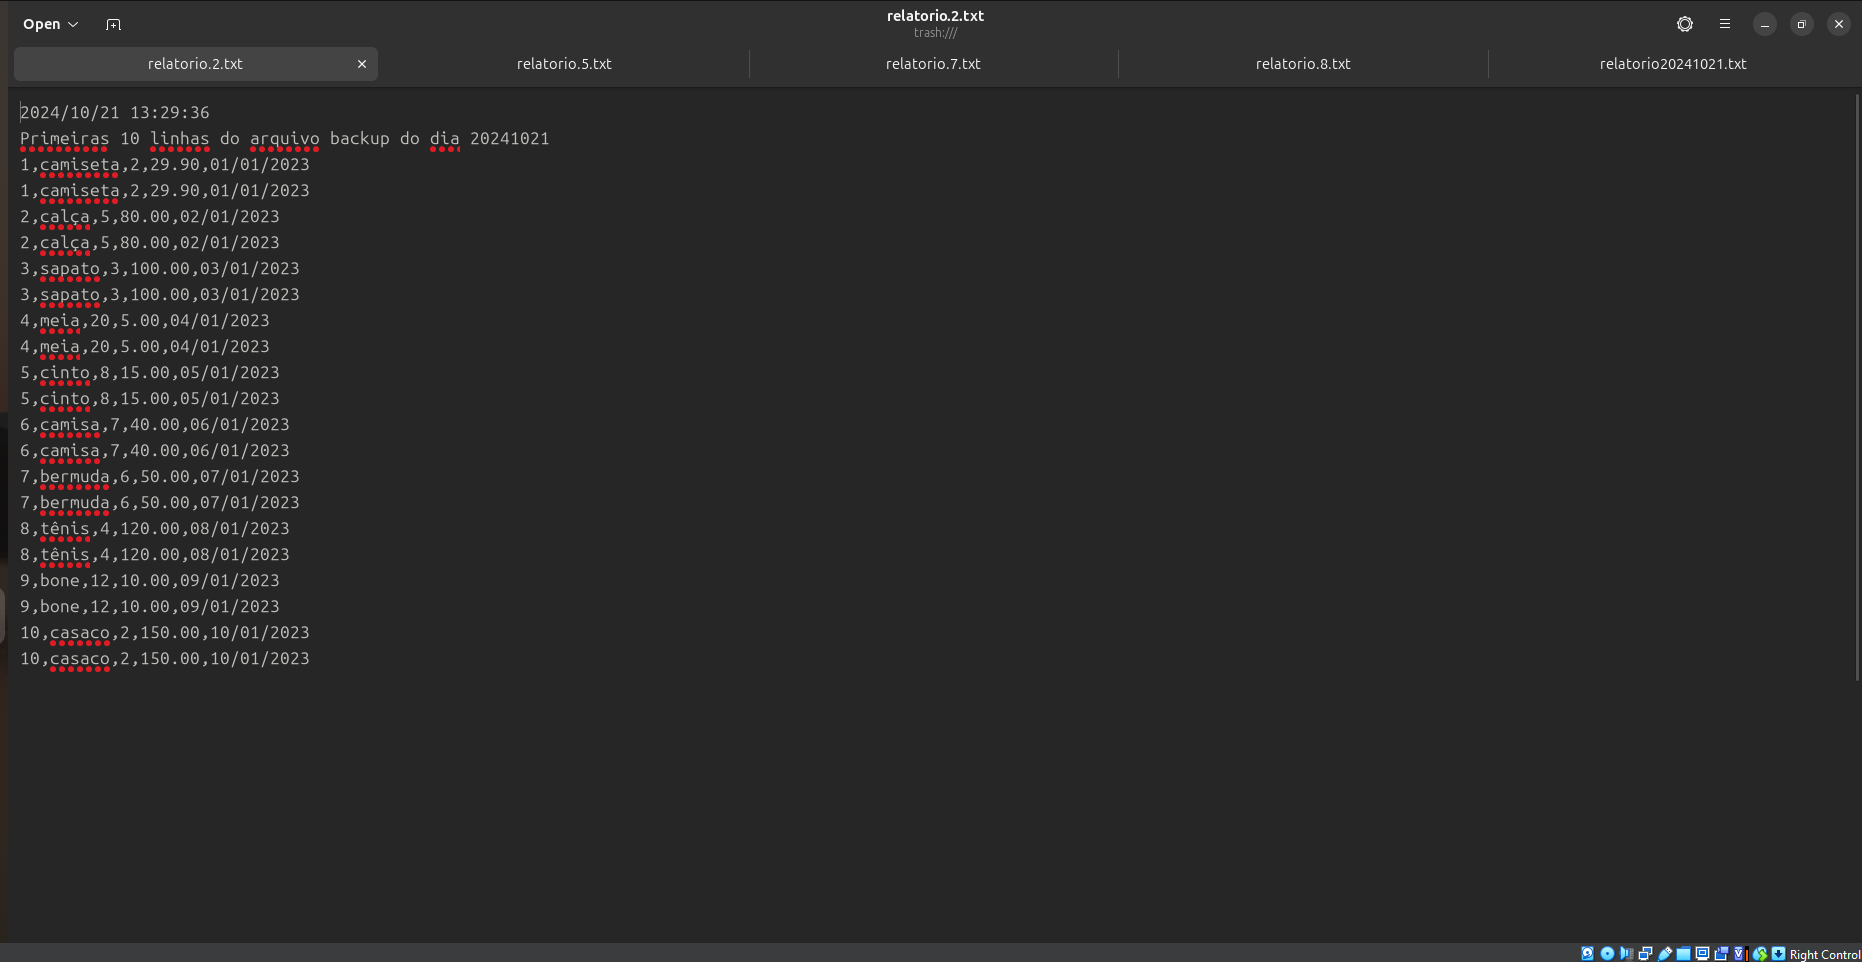 Open
relatorio.2.txt
trash:///
relatorio.2.txt
relatorio.5.txt
relatorio.7.txt
relatorio.8.txt
relatorio20241021.txt
2024/10/21 13:29:36
Primeiras 10 linhas do arquivo backup do dia 20241021
1,camiseta,2,29.90,01/01/2023
1,camiseta,2,29.90,01/01/2023
2,calça,5,80.00,02/01/2023
2,calça,5,80.00,02/01/2023
3,sapato,3,100.00,03/01/2023
3,sapato,3,100.00,03/01/2023
4,meia,20,5.00,04/01/2023
4,meia,20,5.00,04/01/2023
5,cinto,8,15.00,05/01/2023
5,cinto,8,15.00,05/01/2023
6,camisa,7,40.00,06/01/2023
6,camisa,7,40.00,06/01/2023
7,bermuda,6,50.00,07/01/2023
7,bermuda,6,50.00,07/01/2023
8,tênis,4,120.00,08/01/2023
8,tênis,4,120.00,08/01/2023
9,bone,12,10.00,09/01/2023
9,bone,12,10.00,09/01/2023
10,casaco,2,150.00,10/01/2023
10,casaco,2,150.00,10/01/2023
Right Control